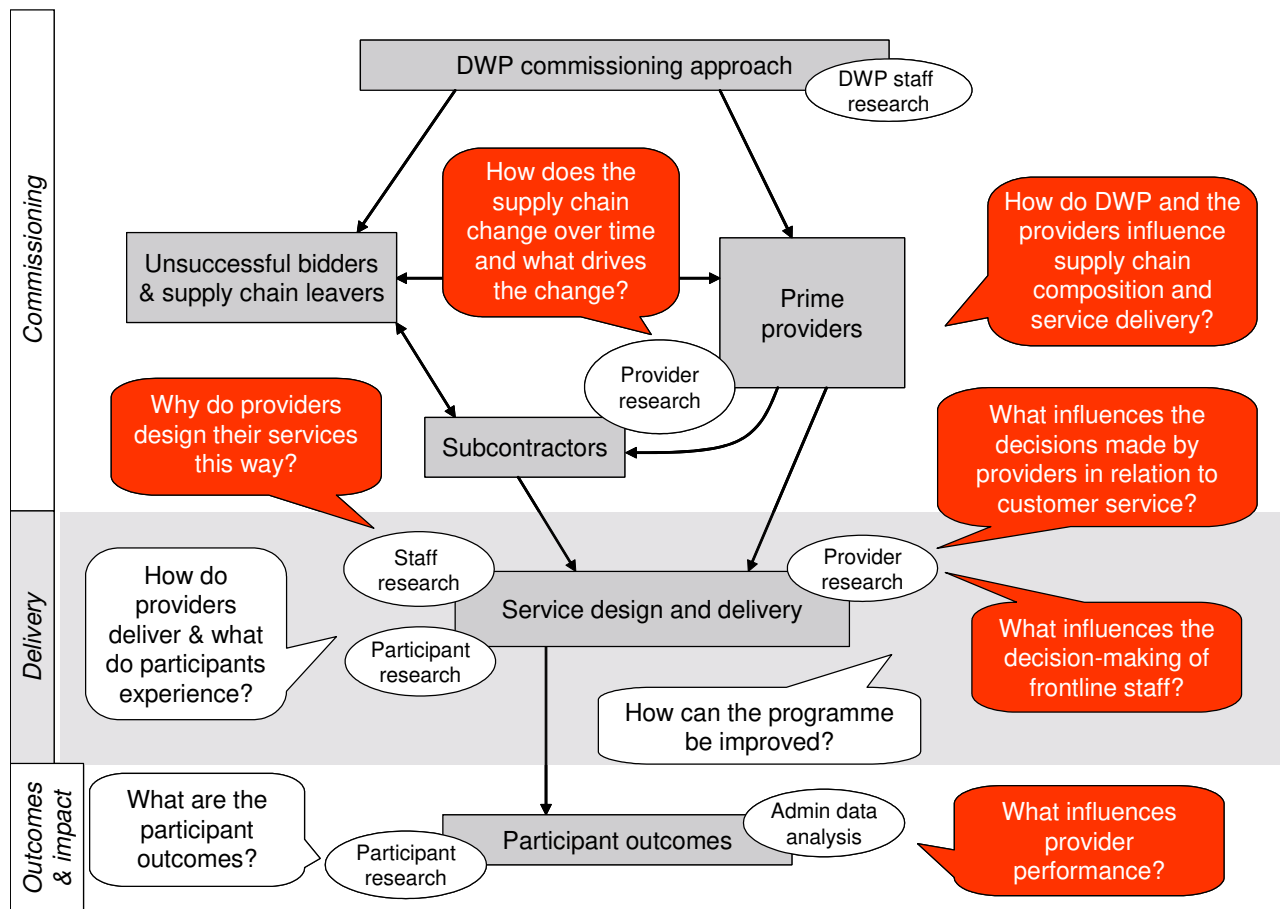 Commissioning
DWP commissioning approach
DWP staff
research
How does the
supply chain
change over time
and what drives
the change?
How do DWP and the
providers influence
supply chain
composition and
service delivery?
Unsuccessful bidders
& supply chain leavers
Prime
providers
Provider
research
Why do providers
design their services
this way?
Subcontractors
What influences the
decisions made by
providers in relation to
customer service?
Delivery
How do
providers
deliver & what
do participants
experience?
Staff
research
Service design and delivery
Provider
research
Participant
research
What influences the
decision-making of
frontline staff?
How can the programme
be improved?
Outcomes
& impact
What are the
participant
outcomes?
Participant
research
Participant outcomes
Admin data
analysis
What influences
provider
performance?